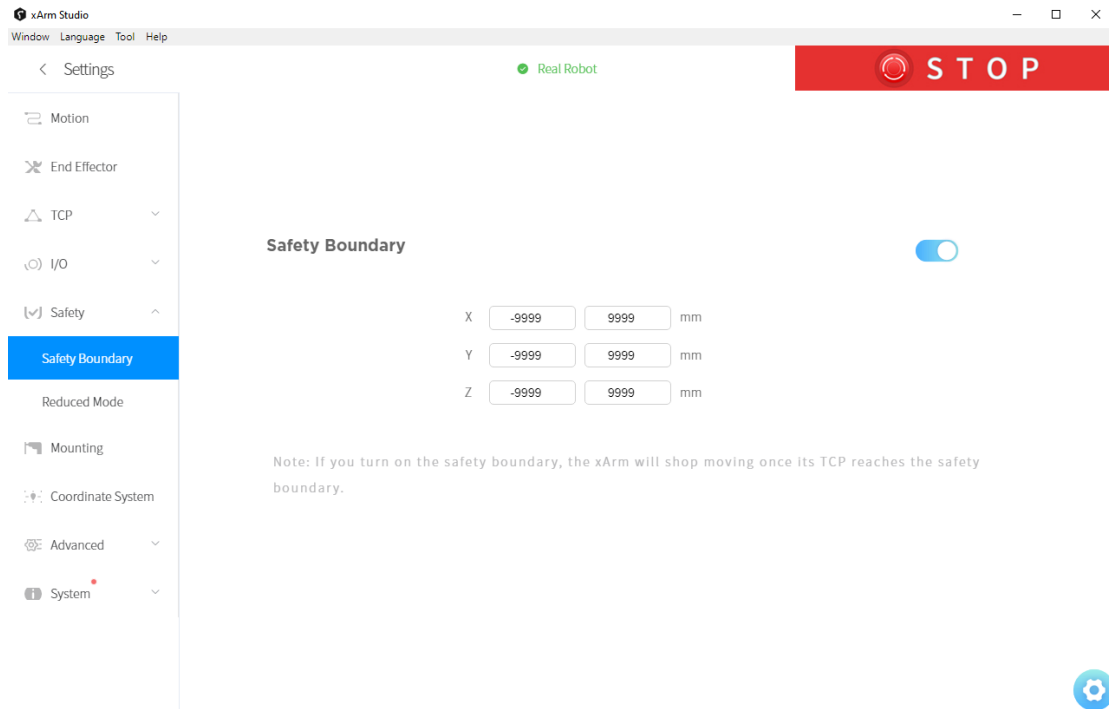 xArm Studio
Window Language Tool Help
Settings
Real Robot
STOP
Motion
End Effector
TCP
I/O
Safety
Safety Boundary
Reduced Mode
Mounting
Coordinate System
Advanced
System
Safety Boundary
X -9999 9999 mm
Y -9999 9999 mm
Z -9999 9999 mm
Note: If you turn on the safety boundary, the xArm will shop moving once its TCP reaches the safety
boundary.